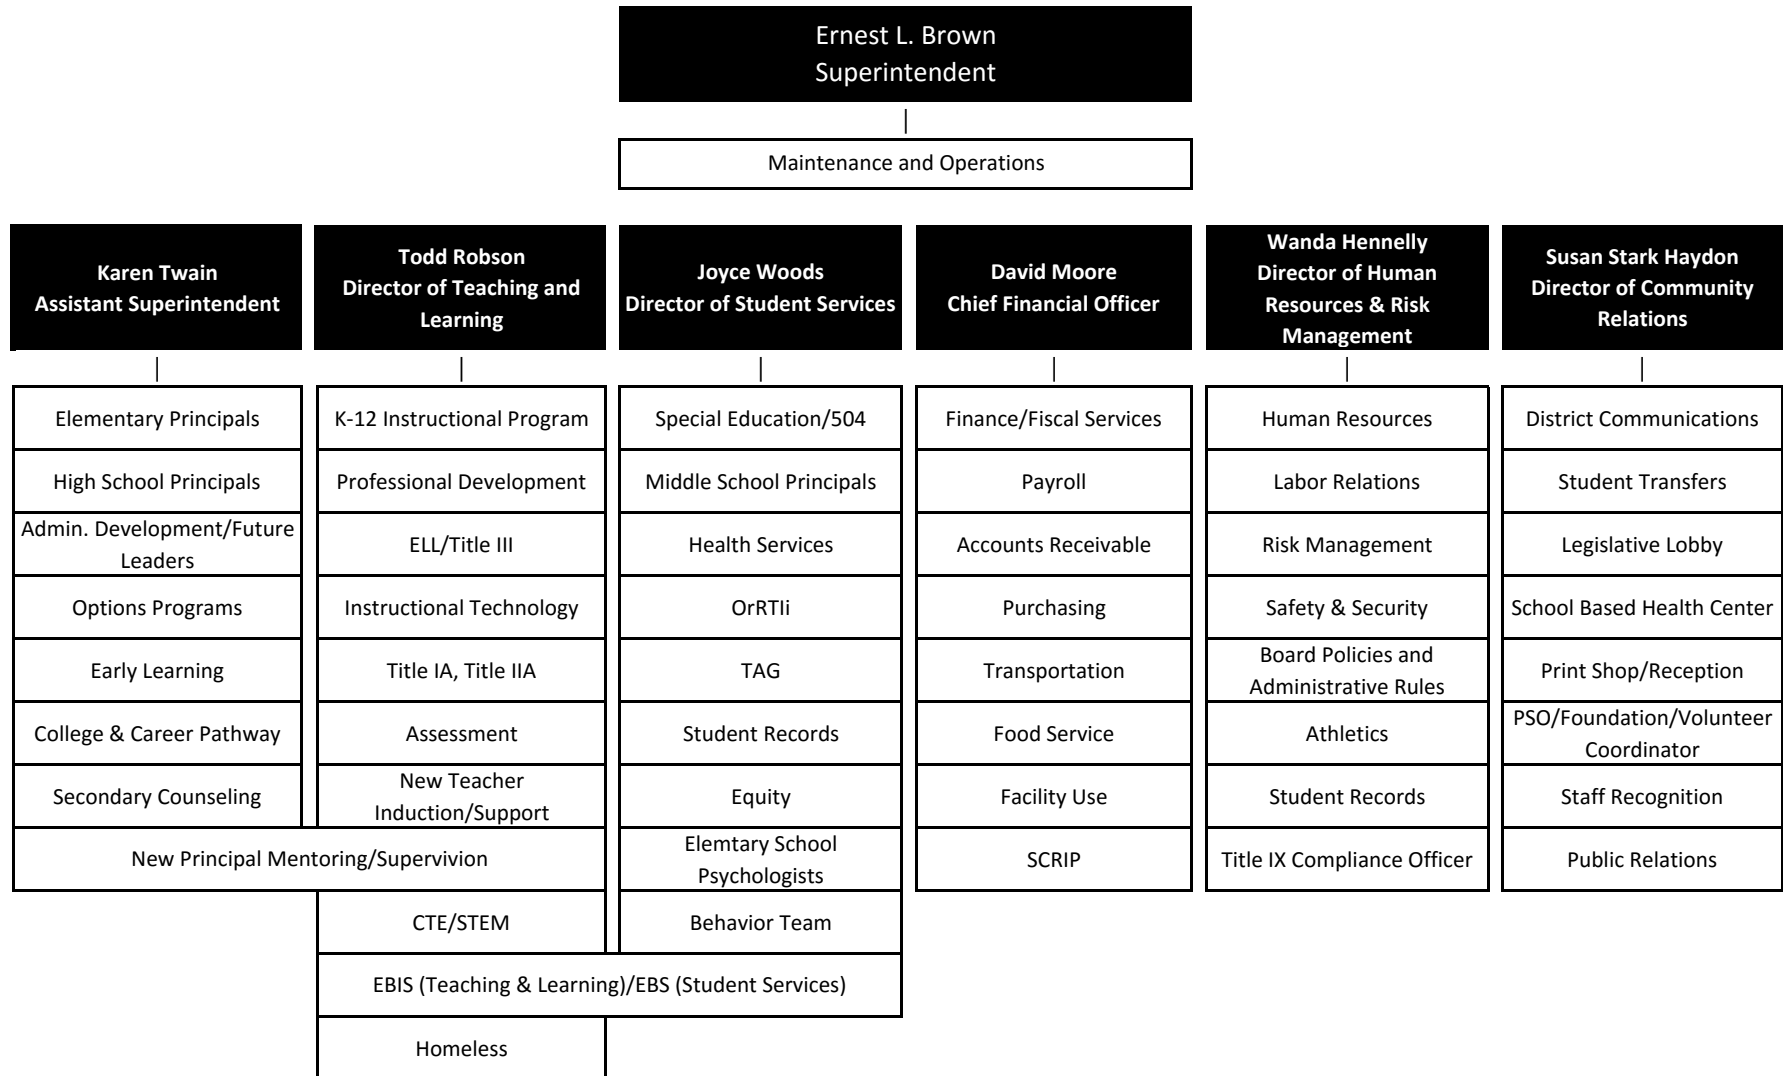 Ernest L. Brown
Superintendent
Maintenance and Operations
Karen Twain
Assistant Superintendent
Todd Robson
Director of Teaching and
Learning
Joyce Woods
Director of Student Services
David Moore
Chief Financial Officer
Wanda Hennelly
Director of Human
Resources & Risk
Management
Susan Stark Haydon
Director of Community
Relations
Elementary Principals
K-12 Instructional Program
Special Education/504
Finance/Fiscal Services
Human Resources
District Communications
High School Principals
Professional Development
Middle School Principals
Payroll
Labor Relations
Student Transfers
Admin. Development/Future
Leaders
ELL/Title III
Health Services
Accounts Receivable
Risk Management
Legislative Lobby
Options Programs
Instructional Technology
OrRTIi
Purchasing
Safety & Security
School Based Health Center
Early Learning
Title IA, Title IIA
TAG
Transportation
Board Policies and
Administrative Rules
Print Shop/Reception
College & Career Pathway
Assessment
Student Records
Food Service
Athletics
PSO/Foundation/Volunteer
Coordinator
Secondary Counseling
New Teacher
Induction/Support
Equity
Facility Use
Student Records
Staff Recognition
New Principal Mentoring/Supervivion
Elemtary School
Psychologists
SCRIP
Title IX Compliance Officer
Public Relations
CTE/STEM
Behavior Team
EBIS (Teaching & Learning)/EBS (Student Services)
Homeless